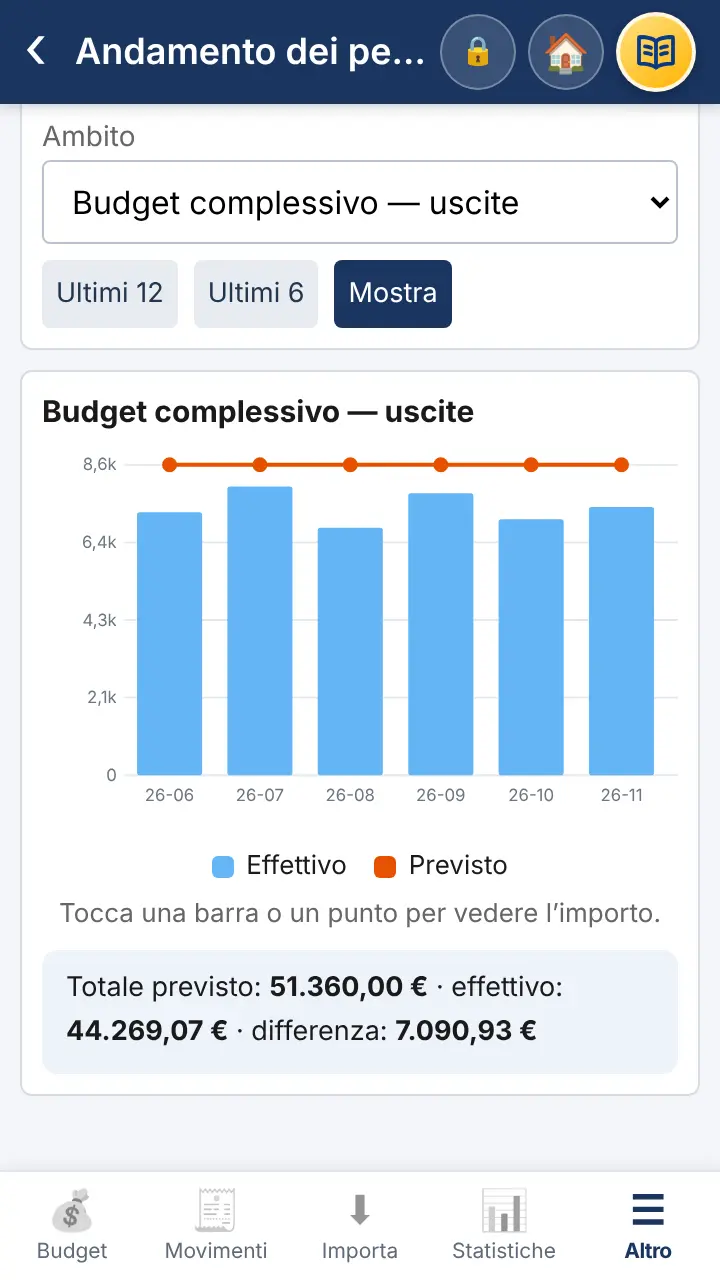 Andamento dei pe...
Ambito
Budget complessivo — uscite
Ultimi 12
Ultimi 6
Mostra
Budget complessivo — uscite
8,6k
6,4k
4,3k
2,1k
0
26-06 26-07 26-08 26-09 26-10 26-11
Effettivo Previsto
Tocca una barra o un punto per vedere l’importo.
Totale previsto: 51.360,00 € · effettivo:
44.269,07 € · differenza: 7.090,93 €
Budget Movimenti Importa Statistiche Altro